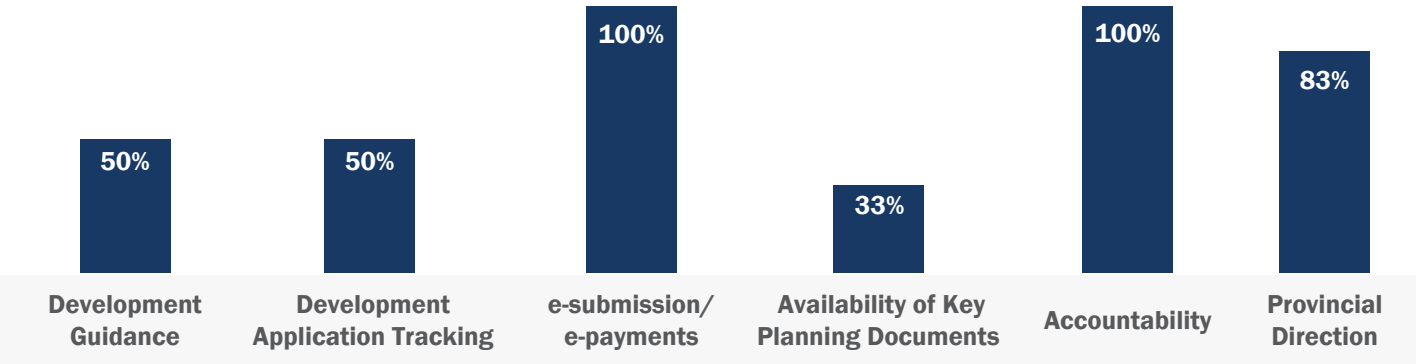 100%
100%
83%
50%
50%
33%
Development
Guidance
Development
Application Tracking
e-submission/
e-payments
Availability of Key
Planning Documents
Accountability
Provincial
Direction